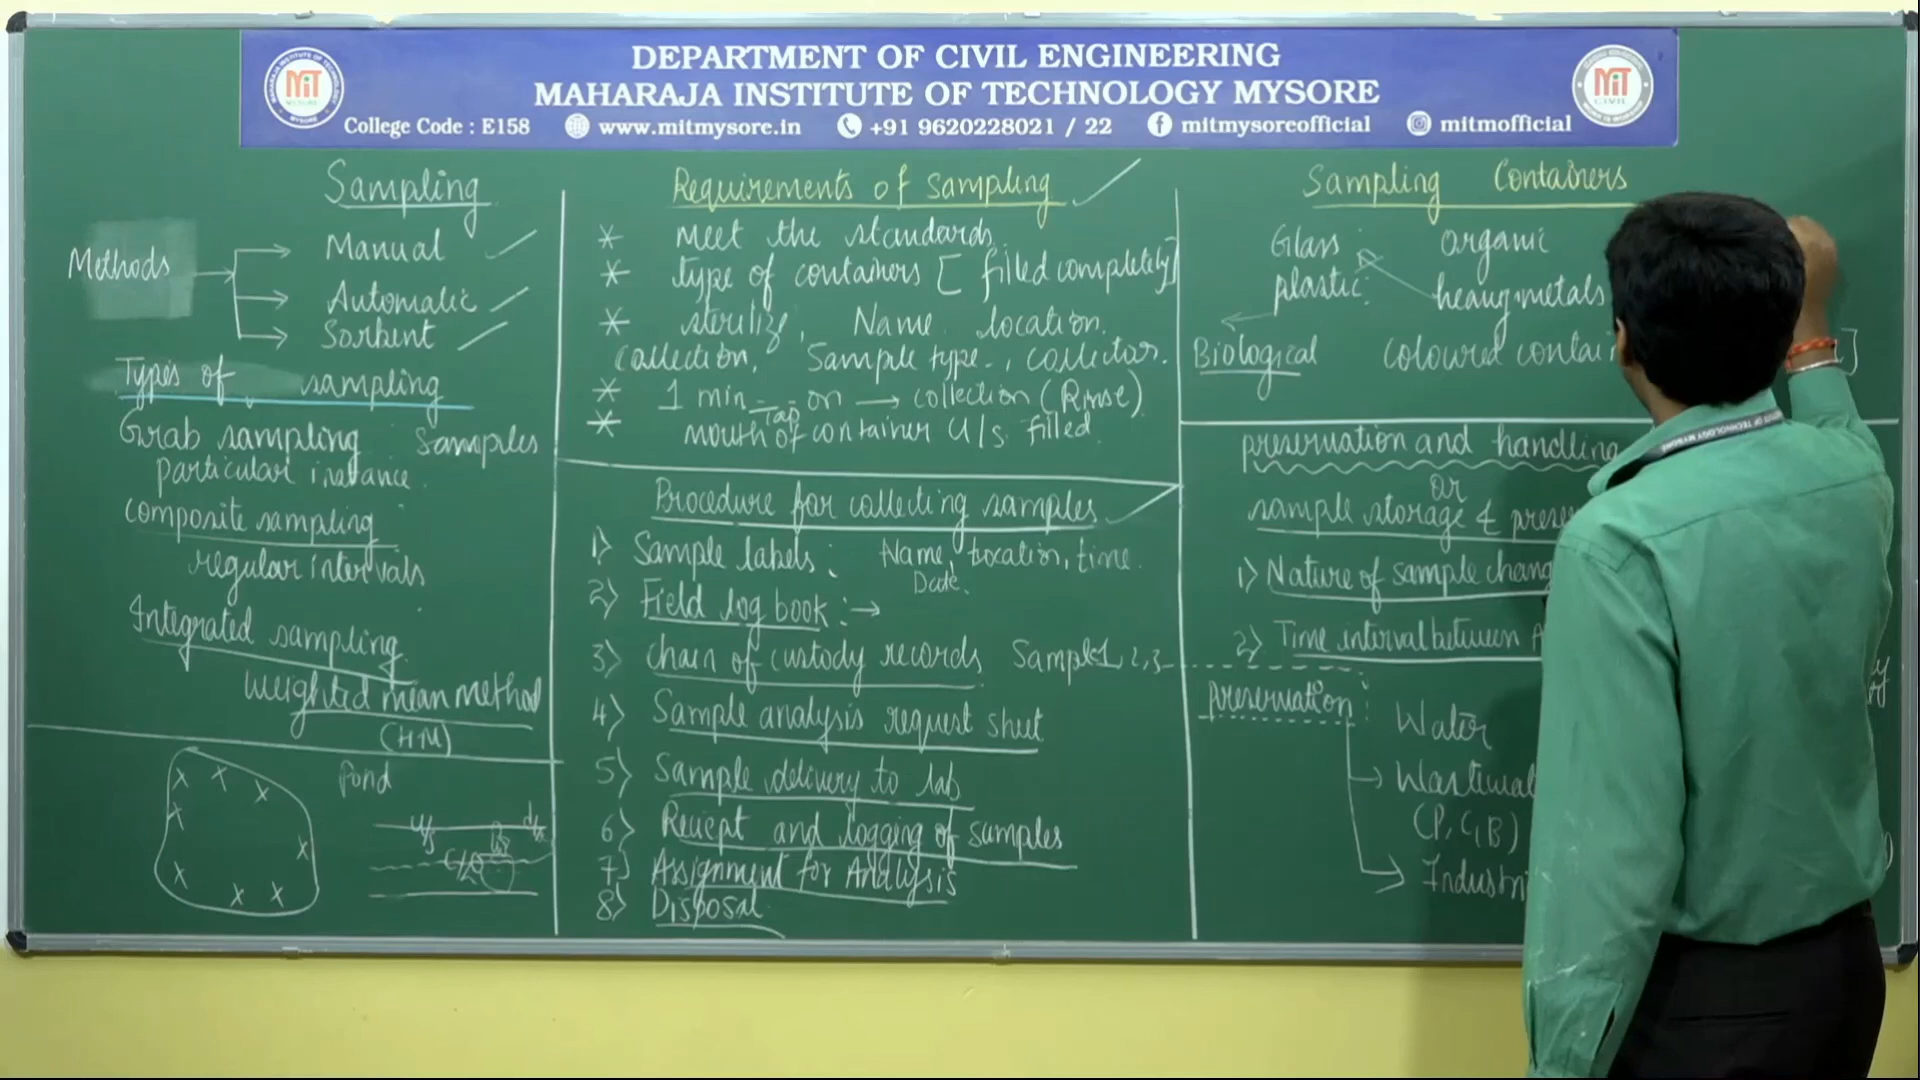 DEPARTMENT OF CIVIL ENGINEERING
MAHARAJA INSTITUTE OF TECHNOLOGY MYSORE
College Code : E158 www.mitmysore.in +91 9620228021 / 22 mitmysoreofficial mitmofficial
MIT
MYSORE
MIT
CIVIL
Sampling
Methods
Manual
Automatic
Sorbent
Types of sampling
Grab sampling Samples
particular instance.
composite sampling
regular intervals
Integrated sampling.
weighted mean method
(HM)
Pond
U/s d/s
Requirements of sampling
* Meet the standards
* type of containers [ filled completely]
* sterilize, Name location.
collection, Sample type, collector.
* 1 min Tap on → collection (Rinse)
* mouth of container U/s filled
Procedure for collecting samples
1) Sample labels: Name, Location, time.
Date.
2) Field log book : →
3) chain of custody records Sample 1, 2, 3
4) Sample analysis request sheet
5) Sample delivery to lab
6) Reciept and logging of samples
7) Assignment for Analysis
8) Disposal
Sampling Containers
Glass organic
plastic. heavy metals
Biological coloured contai
preservation and handling
or
sample storage &
1) Nature of sample
2) Time interval between
preservation
Water
(P, C, B)